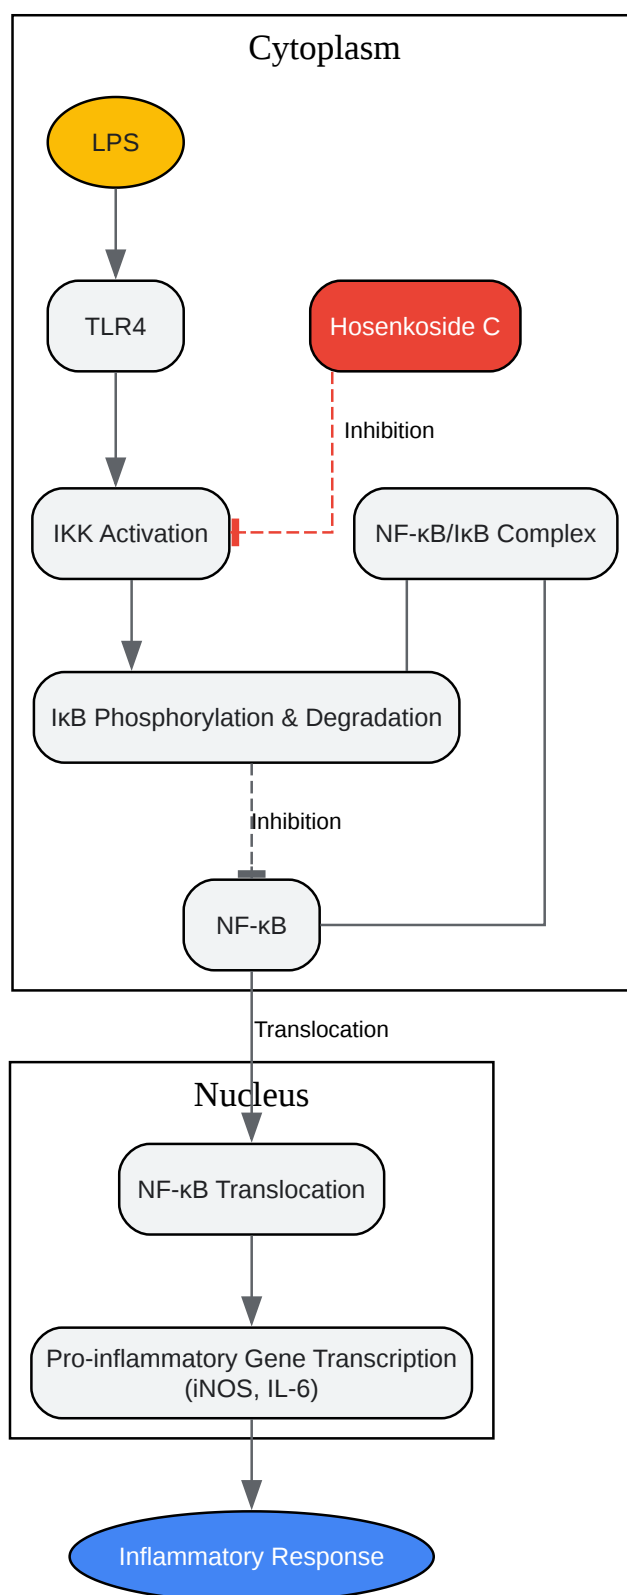 Cytoplasm
LPS
TLR4
Hosenkoside C
Inhibition
IKK Activation
NF-κB/IκB Complex
IκB Phosphorylation & Degradation
Inhibition
NF-κB
Translocation
Nucleus
NF-κB Translocation
Pro-inflammatory Gene Transcription
(iNOS, IL-6)
Inflammatory Response